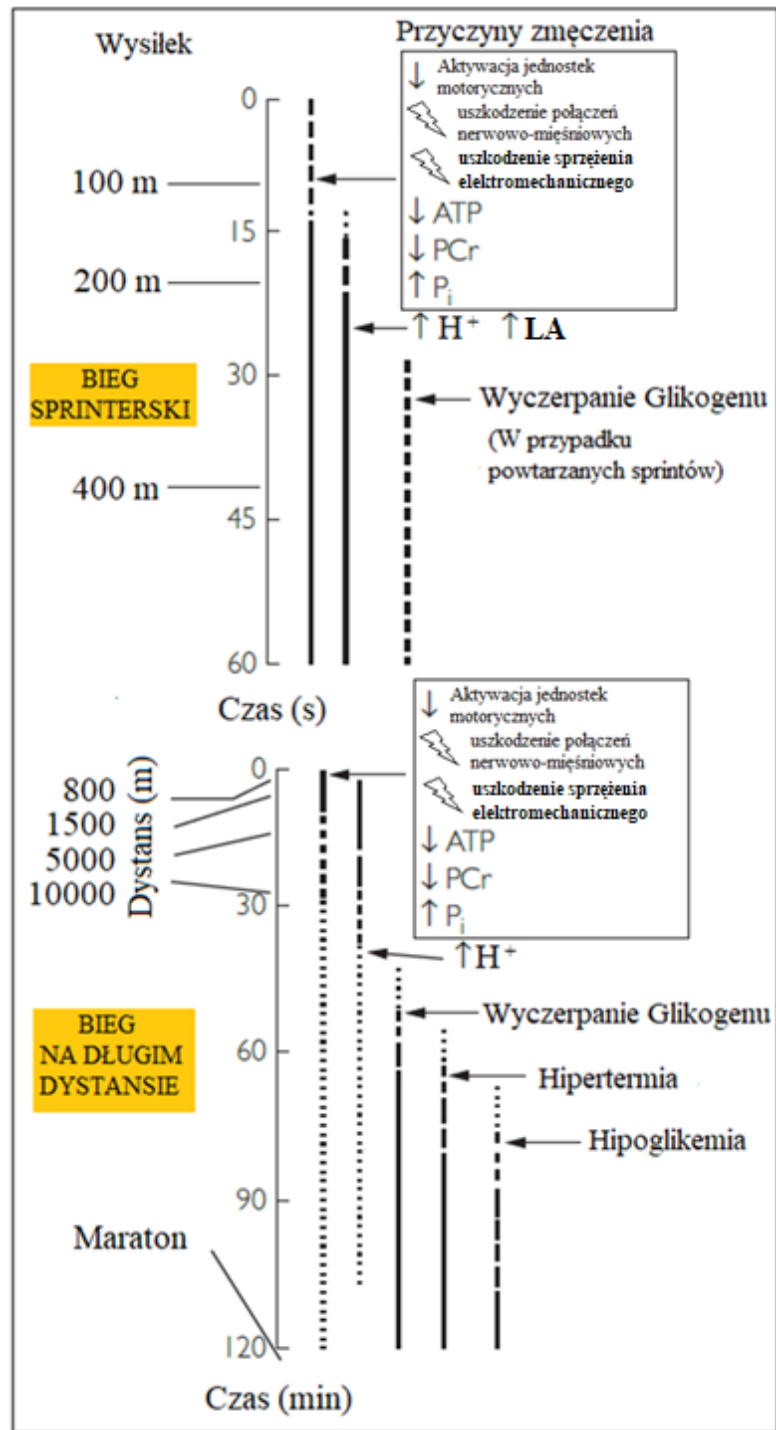 Wysiłek
Przyczyny zmęczenia
↓ Aktywacja jednostek
motorycznych
uszkodzenie połączeń
nerwowo-mięśniowych
uszkodzenie sprzężenia
elektromechanicznego
↓ ATP
↓ PCr
↑ Pi
↑ H+ ↑ LA
0
100 m
15
200 m
30
BIEG
SPRINTERSKI
Wyczerpanie Glikogenu
(W przypadku
powtarzanych sprintów)
400 m
45
60
Czas (s)
↓ Aktywacja jednostek
motorycznych
uszkodzenie połączeń
nerwowo-mięśniowych
uszkodzenie sprzężenia
elektromechanicznego
↓ ATP
↓ PCr
↑ Pi
↑H+
0
800
1500
5000
10000
Dystans (m)
30
Wyczerpanie Glikogenu
BIEG
NA DŁUGIM
DYSTANSIE
60
Hipertermia
Hipoglikemia
90
Maraton
120
Czas (min)